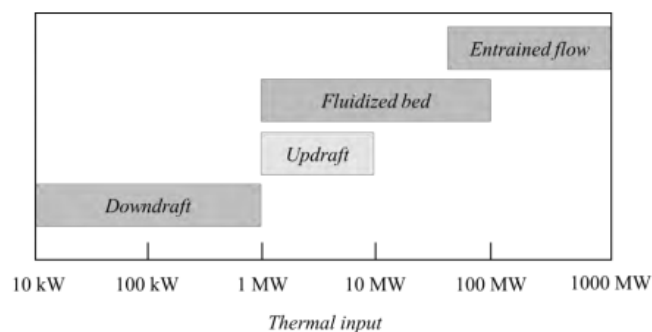 Entrained flow
Fluidized bed
Updraft
Downdraft
10 kW 100 kW 1 MW 10 MW 100 MW 1000 MW
Thermal input